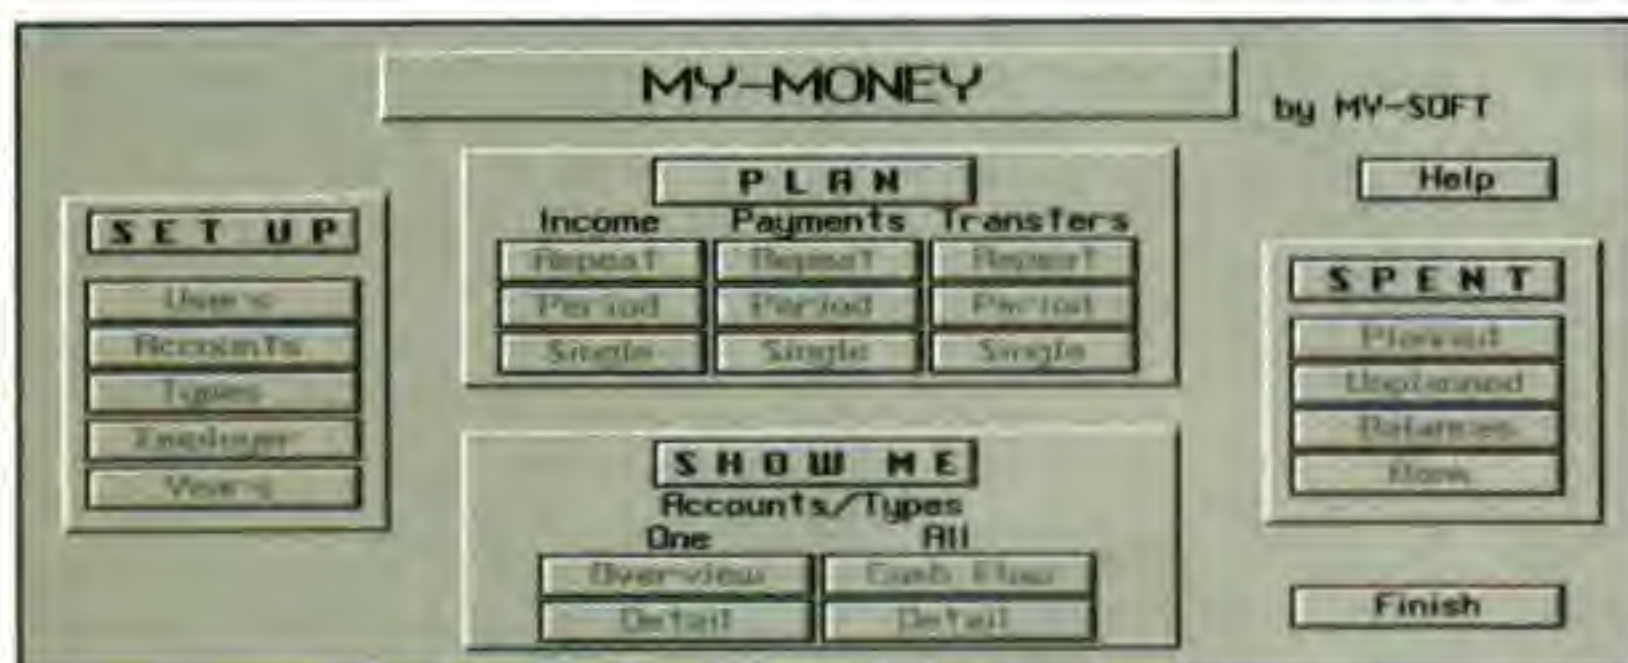 MY-MONEY
by MY-SOFT
Help
SET UP
Users
Accounts
Types
Employer
Years
PLAN
Income Payments Transfers
Repeat Repeat Repeat
Period Period Period
Single Single Single
SHOW ME
Accounts/Types
One All
Overview Cash Flow
Detail Detail
SPENT
Planned
Unplanned
Balances
Bank
Finish